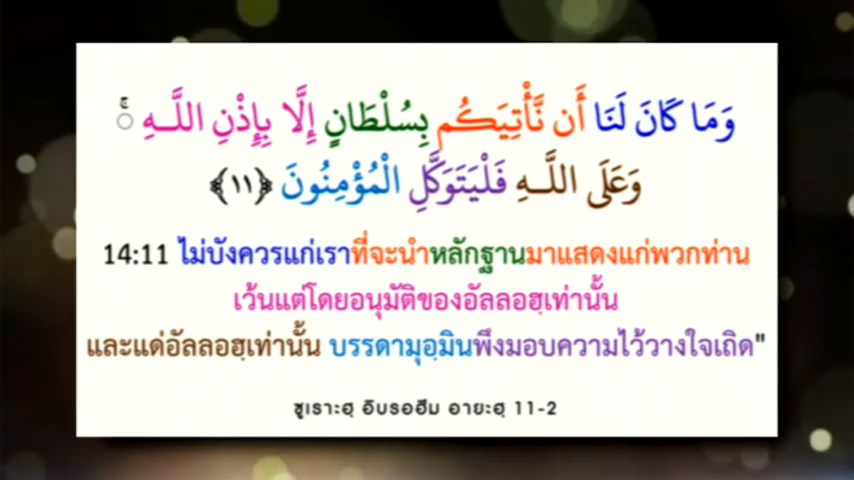 وَمَا كَانَ لَنَا أَن نَّأْتِيَكُم بِسُلْطَانٍ إِلَّا بِإِذْنِ اللَّـهِ ۚ
وَعَلَى اللَّـهِ فَلْيَتَوَكَّلِ الْمُؤْمِنُونَ ﴿١١﴾
14:11 ไม่บังควรแก่เราที่จะนำหลักฐานมาแสดงแก่พวกท่าน
เว้นแต่โดยอนุมัติของอัลลอฮฺเท่านั้น
และแด่อัลลอฮฺเท่านั้น บรรดามุอฺมินพึงมอบความไว้วางใจเถิด"
ซูเราะฮฺ อิบรอฮีม อายะฮฺ 11-2